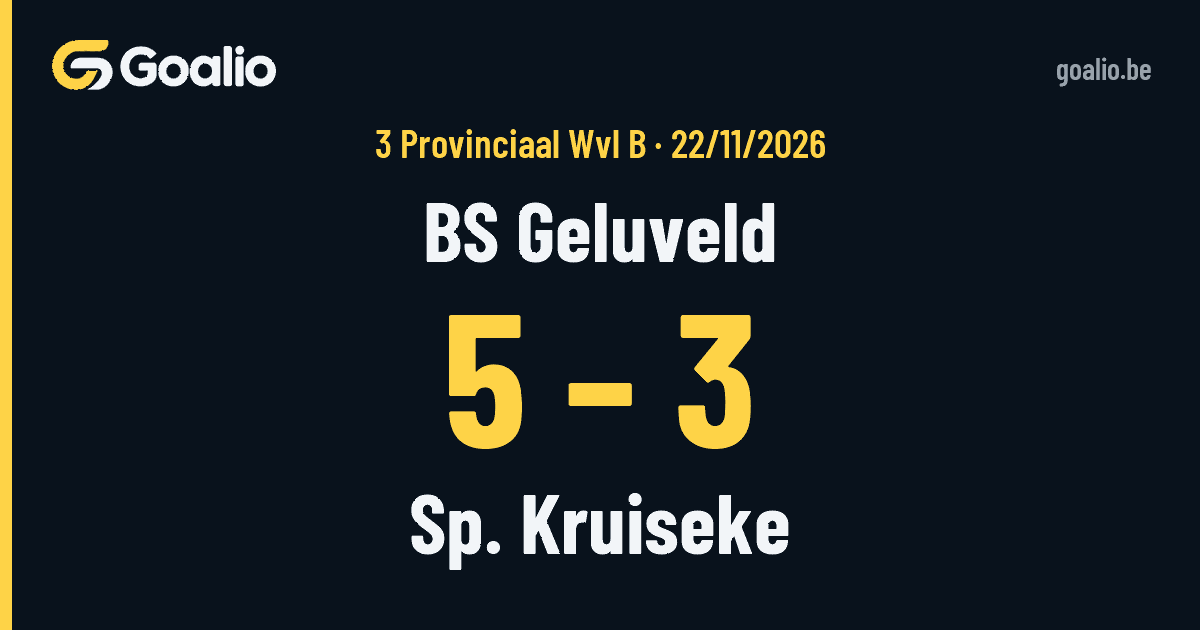 Goalio
goalio.be
3 Provinciaal Wvl B · 22/11/2026
BS Geluveld
5 – 3
Sp. Kruiseke